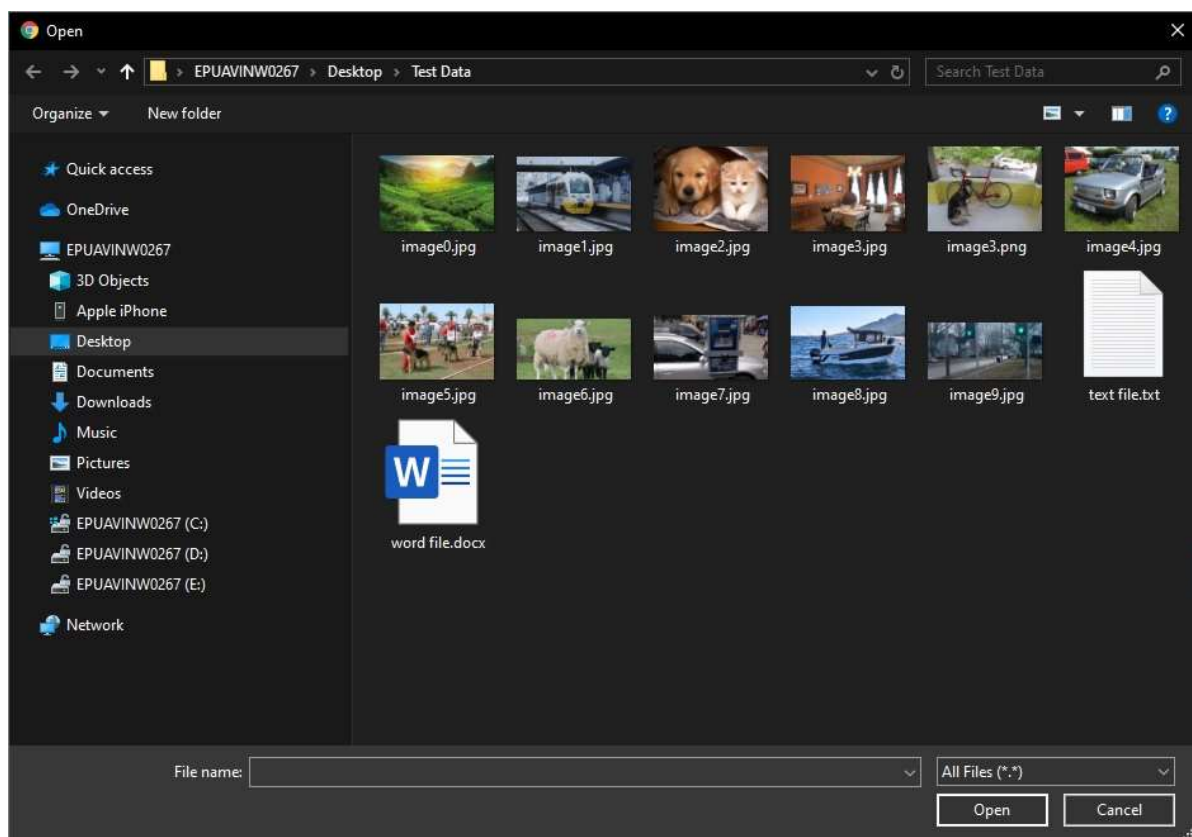 Open
EPUAVINW0267 › Desktop › Test Data
Search Test Data
Organize
New folder
Quick access
OneDrive
EPUAVINW0267
3D Objects
Apple iPhone
Desktop
Documents
Downloads
Music
Pictures
Videos
EPUAVINW0267 (C:)
EPUAVINW0267 (D:)
EPUAVINW0267 (E:)
Network
image0.jpg
image1.jpg
image2.jpg
image3.jpg
image3.png
image4.jpg
image5.jpg
image6.jpg
image7.jpg
image8.jpg
image9.jpg
text file.txt
W
word file.docx
File name:
All Files (*.*)
Open
Cancel